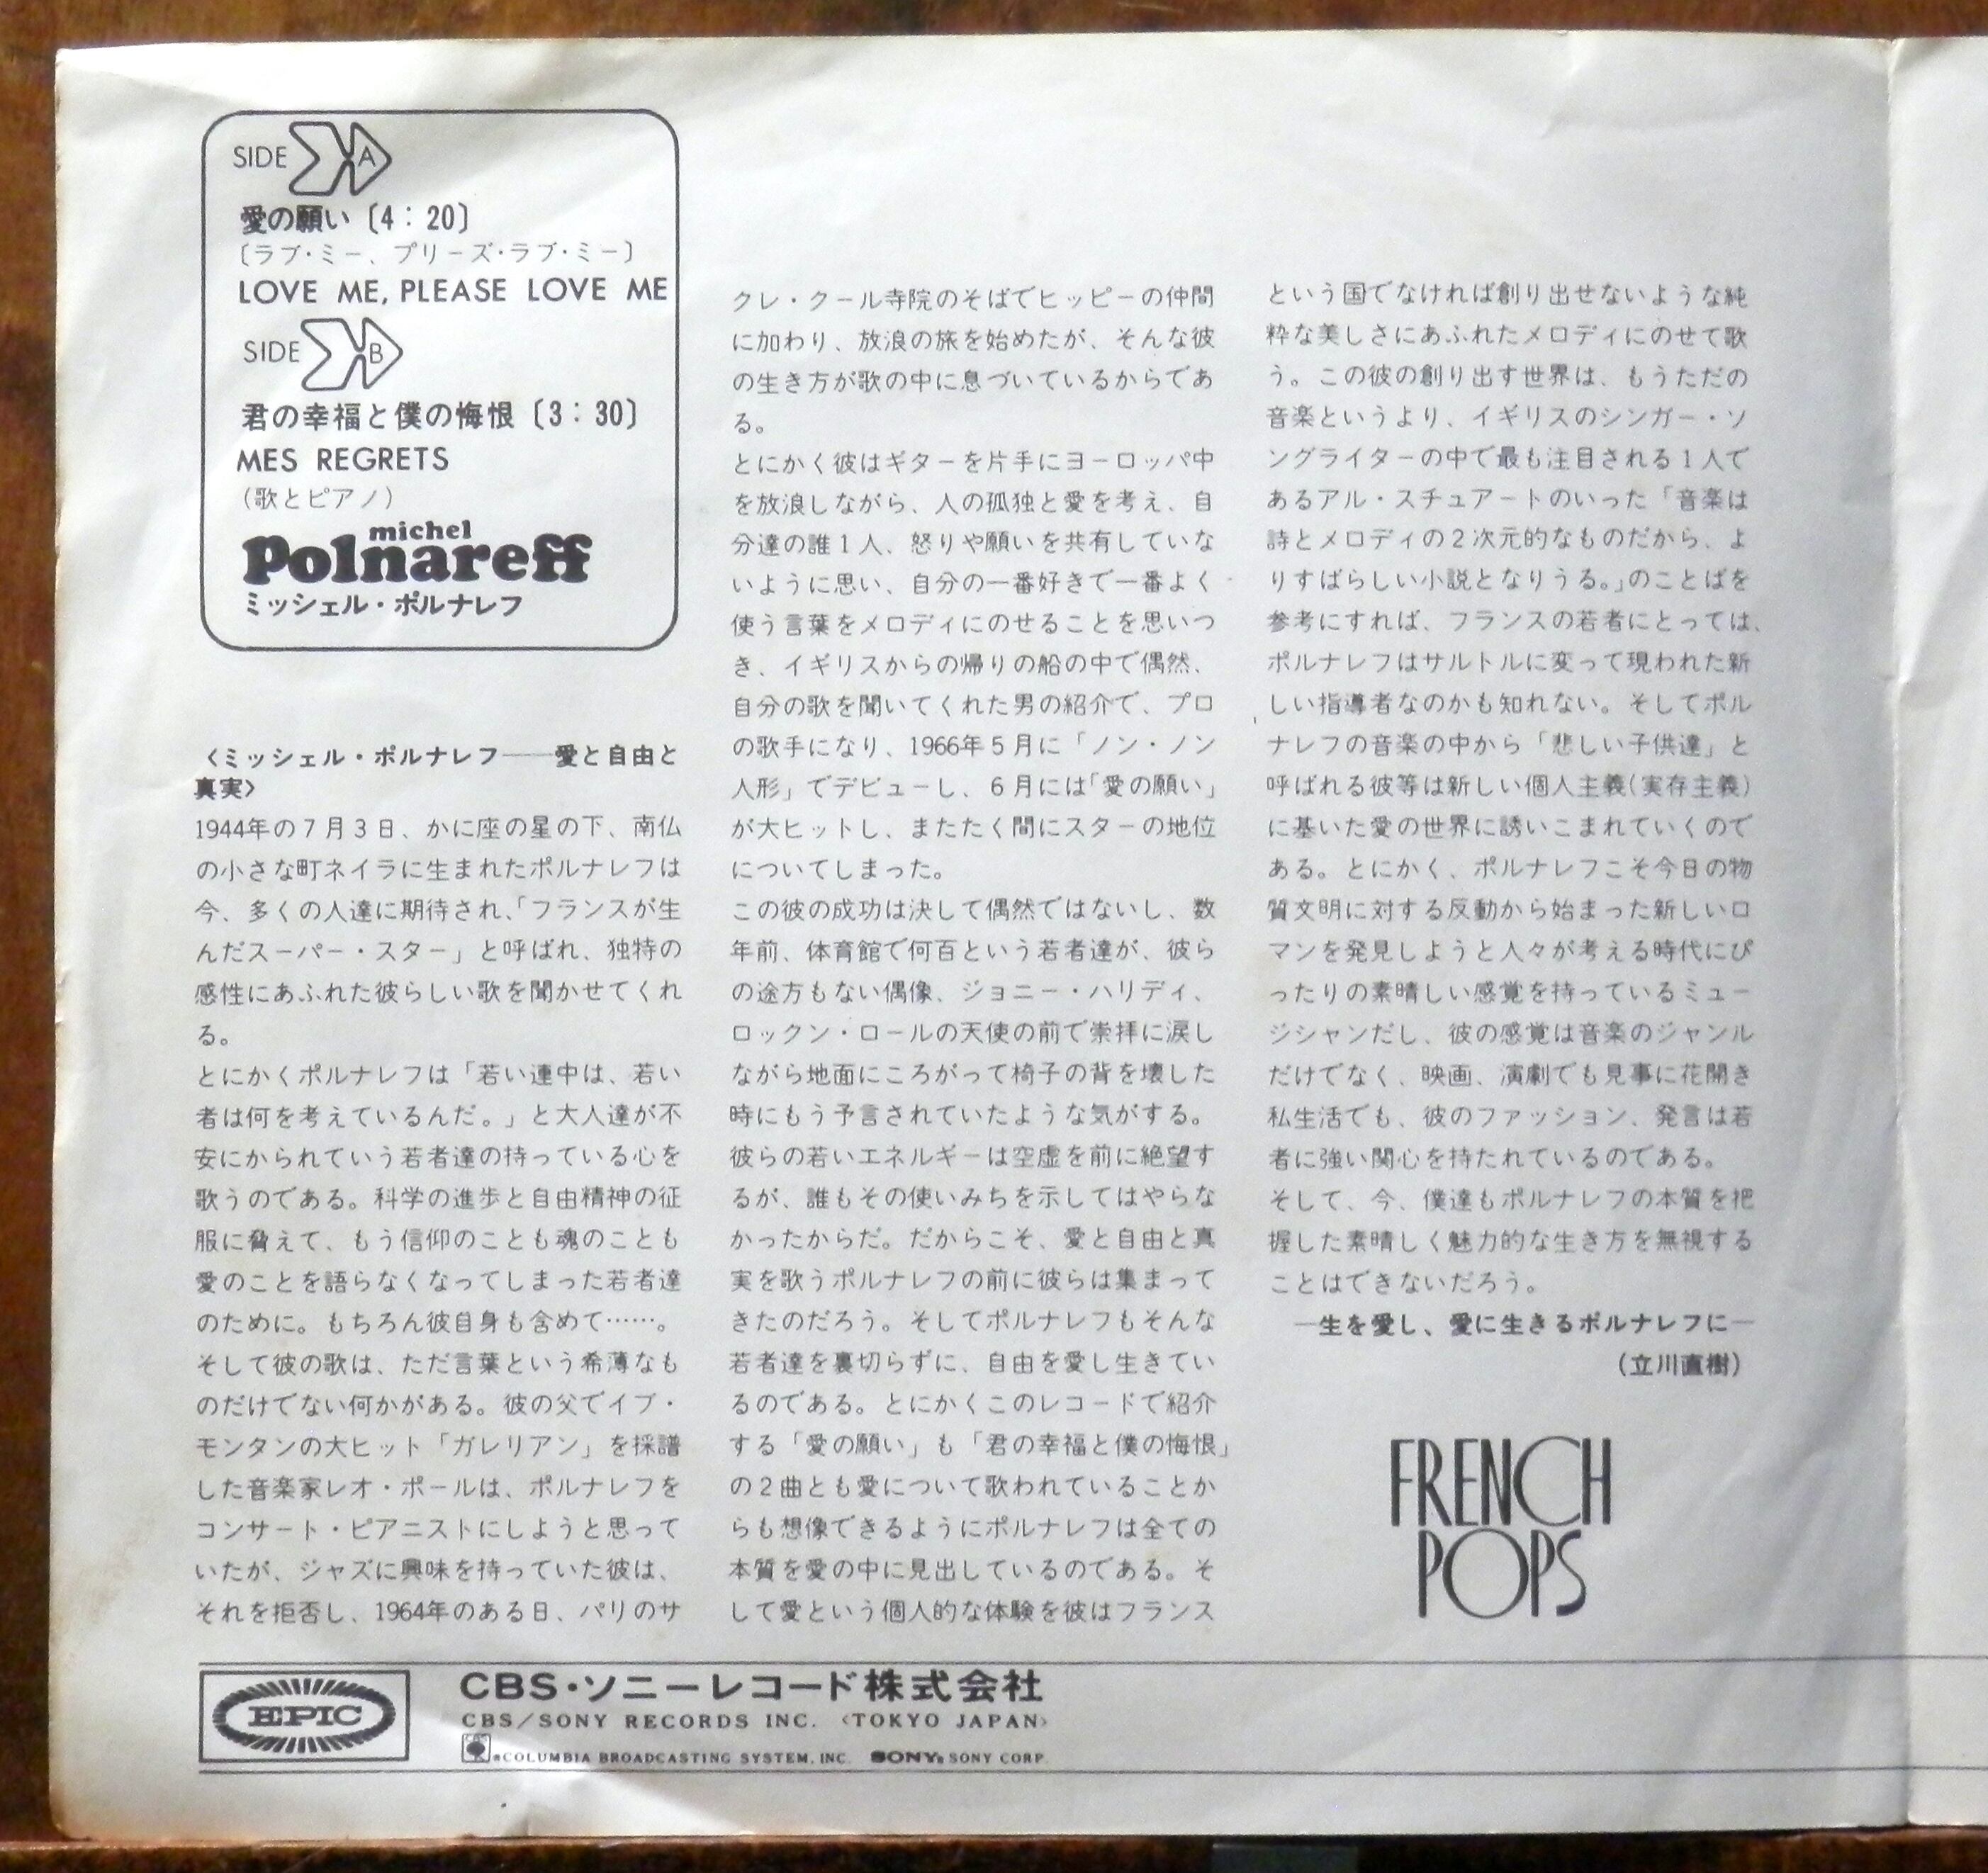 SIDE A
愛の願い〔4：20〕
〔ラブ・ミー、プリーズ・ラブ・ミー〕
LOVE ME, PLEASE LOVE ME
SIDE B
君の幸福と僕の悔恨〔3：30〕
MES REGRETS
（歌とピアノ）
michel
Polnareff
ミッシェル・ポルナレフ
〈ミッシェル・ポルナレフ──愛と自由と
真実〉
1944年の７月３日、かに座の星の下、南仏
の小さな町ネイラに生まれたポルナレフは
今、多くの人達に期待され、「フランスが生
んだスーパー・スター」と呼ばれ、独特の
感性にあふれた彼らしい歌を聞かせてくれ
る。
とにかくポルナレフは「若い連中は、若い
者は何を考えているんだ。」と大人達が不
安にかられていう若者達の持っている心を
歌うのである。科学の進歩と自由精神の征
服に脅えて、もう信仰のことも魂のことも
愛のことを語らなくなってしまった若者達
のために。もちろん彼自身も含めて……。
そして彼の歌は、ただ言葉という希薄なも
のだけでない何かがある。彼の父でイブ・
モンタンの大ヒット「ガレリアン」を採譜
した音楽家レオ・ポールは、ポルナレフを
コンサート・ピアニストにしようと思って
いたが、ジャズに興味を持っていた彼は、
それを拒否し、1964年のある日、パリのサ
クレ・クール寺院のそばでヒッピーの仲間
に加わり、放浪の旅を始めたが、そんな彼
の生き方が歌の中に息づいているからであ
る。
とにかく彼はギターを片手にヨーロッパ中
を放浪しながら、人の孤独と愛を考え、自
分達の誰１人、怒りや願いを共有していな
いように思い、自分の一番好きで一番よく
使う言葉をメロディにのせることを思いつ
き、イギリスからの帰りの船の中で偶然、
自分の歌を聞いてくれた男の紹介で、プロ
の歌手になり、1966年５月に「ノン・ノン
人形」でデビューし、６月には「愛の願い」
が大ヒットし、またたく間にスターの地位
についてしまった。
この彼の成功は決して偶然ではないし、数
年前、体育館で何百という若者達が、彼ら
の途方もない偶像、ジョニー・ハリディ、
ロックン・ロールの天使の前で崇拝に涙し
ながら地面にころがって椅子の背を壊した
時にもう予言されていたような気がする。
彼らの若いエネルギーは空虚を前に絶望す
るが、誰もその使いみちを示してはやらな
かったからだ。だからこそ、愛と自由と真
実を歌うポルナレフの前に彼らは集まって
きたのだろう。そしてポルナレフもそんな
若者達を裏切らずに、自由を愛し生きてい
るのである。とにかくこのレコードで紹介
する「愛の願い」も「君の幸福と僕の悔恨」
の２曲とも愛について歌われていることか
らも想像できるようにポルナレフは全ての
本質を愛の中に見出しているのである。そ
して愛という個人的な体験を彼はフランス
という国でなければ創り出せないような純
粋な美しさにあふれたメロディにのせて歌
う。この彼の創り出す世界は、もうただの
音楽というより、イギリスのシンガー・ソ
ングライターの中で最も注目される１人で
あるアル・スチュアートのいった「音楽は
詩とメロディの２次元的なものだから、よ
りすばらしい小説となりうる。」のことばを
参考にすれば、フランスの若者にとっては、
ポルナレフはサルトルに変って現われた新
しい指導者なのかも知れない。そしてポル
ナレフの音楽の中から「悲しい子供達」と
呼ばれる彼等は新しい個人主義（実存主義）
に基いた愛の世界に誘いこまれていくので
ある。とにかく、ポルナレフこそ今日の物
質文明に対する反動から始まった新しいロ
マンを発見しようと人々が考える時代にぴ
ったりの素晴しい感覚を持っているミュー
ジシャンだし、彼の感覚は音楽のジャンル
だけでなく、映画、演劇でも見事に花開き
私生活でも、彼のファッション、発言は若
者に強い関心を持たれているのである。
そして、今、僕達もポルナレフの本質を把
握した素晴しく魅力的な生き方を無視する
ことはできないだろう。
―生を愛し、愛に生きるポルナレフに―
（立川直樹）
FRENCH
POPS
EPIC
CBS・ソニーレコード株式会社
CBS/SONY RECORDS INC. 〈TOKYO JAPAN〉
COLUMBIA BROADCASTING SYSTEM, INC. SONY® SONY CORP.